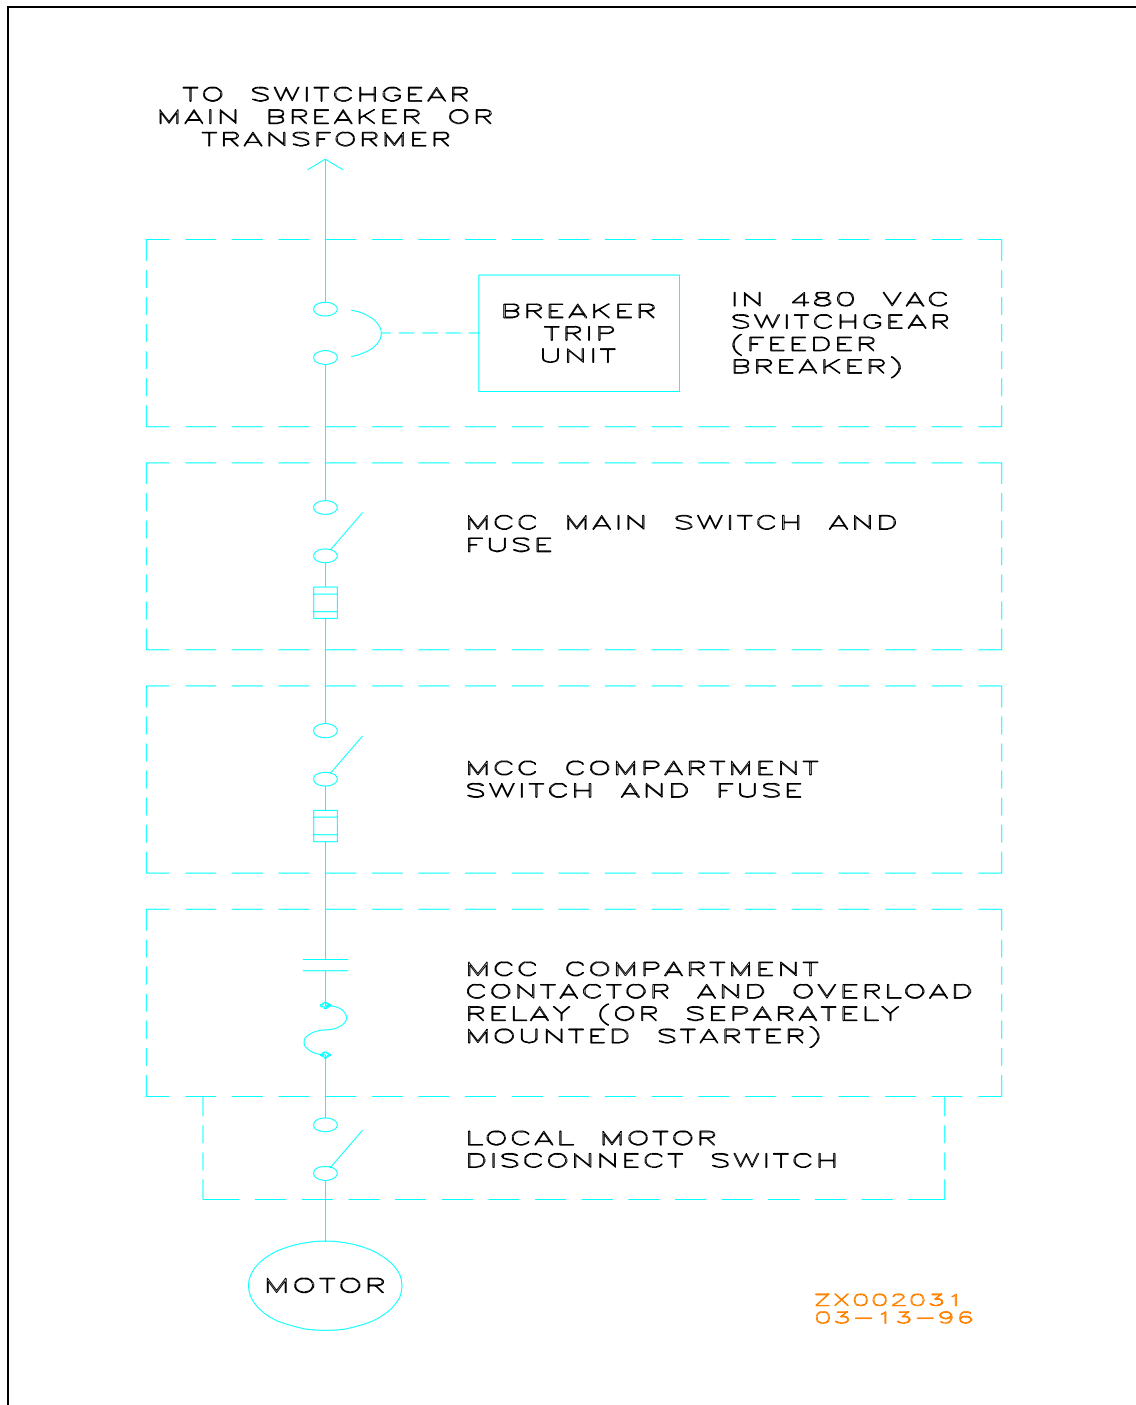 TO SWITCHGEAR
MAIN BREAKER OR
TRANSFORMER
BREAKER
TRIP
UNIT
IN 480 VAC
SWITCHGEAR
(FEEDER
BREAKER)
MCC MAIN SWITCH AND
FUSE
MCC COMPARTMENT
SWITCH AND FUSE
MCC COMPARTMENT
CONTACTOR AND OVERLOAD
RELAY (OR SEPARATELY
MOUNTED STARTER)
LOCAL MOTOR
DISCONNECT SWITCH
MOTOR
ZX002031
03-13-96